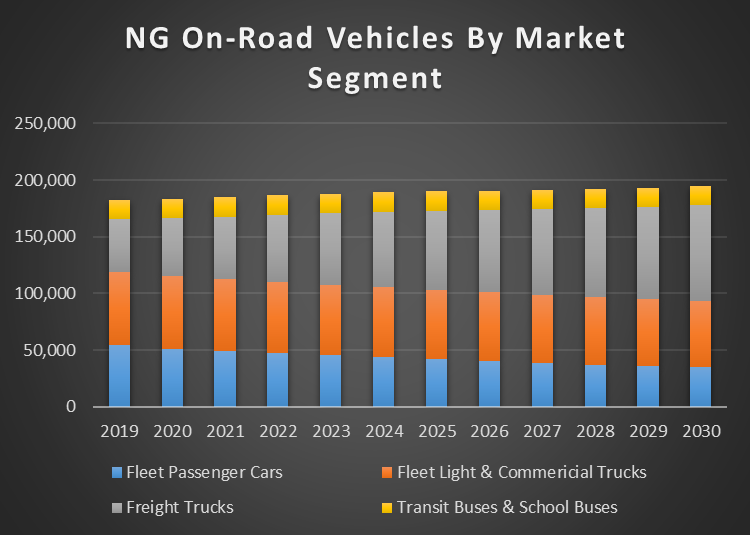 NG On-Road Vehicles By Market
Segment
250,000
200,000
150,000
100,000
50,000
0
2019 2020 2021 2022 2023 2024 2025 2026 2027 2028 2029 2030
Fleet Passenger Cars Fleet Light & Commericial Trucks
Freight Trucks Transit Buses & School Buses